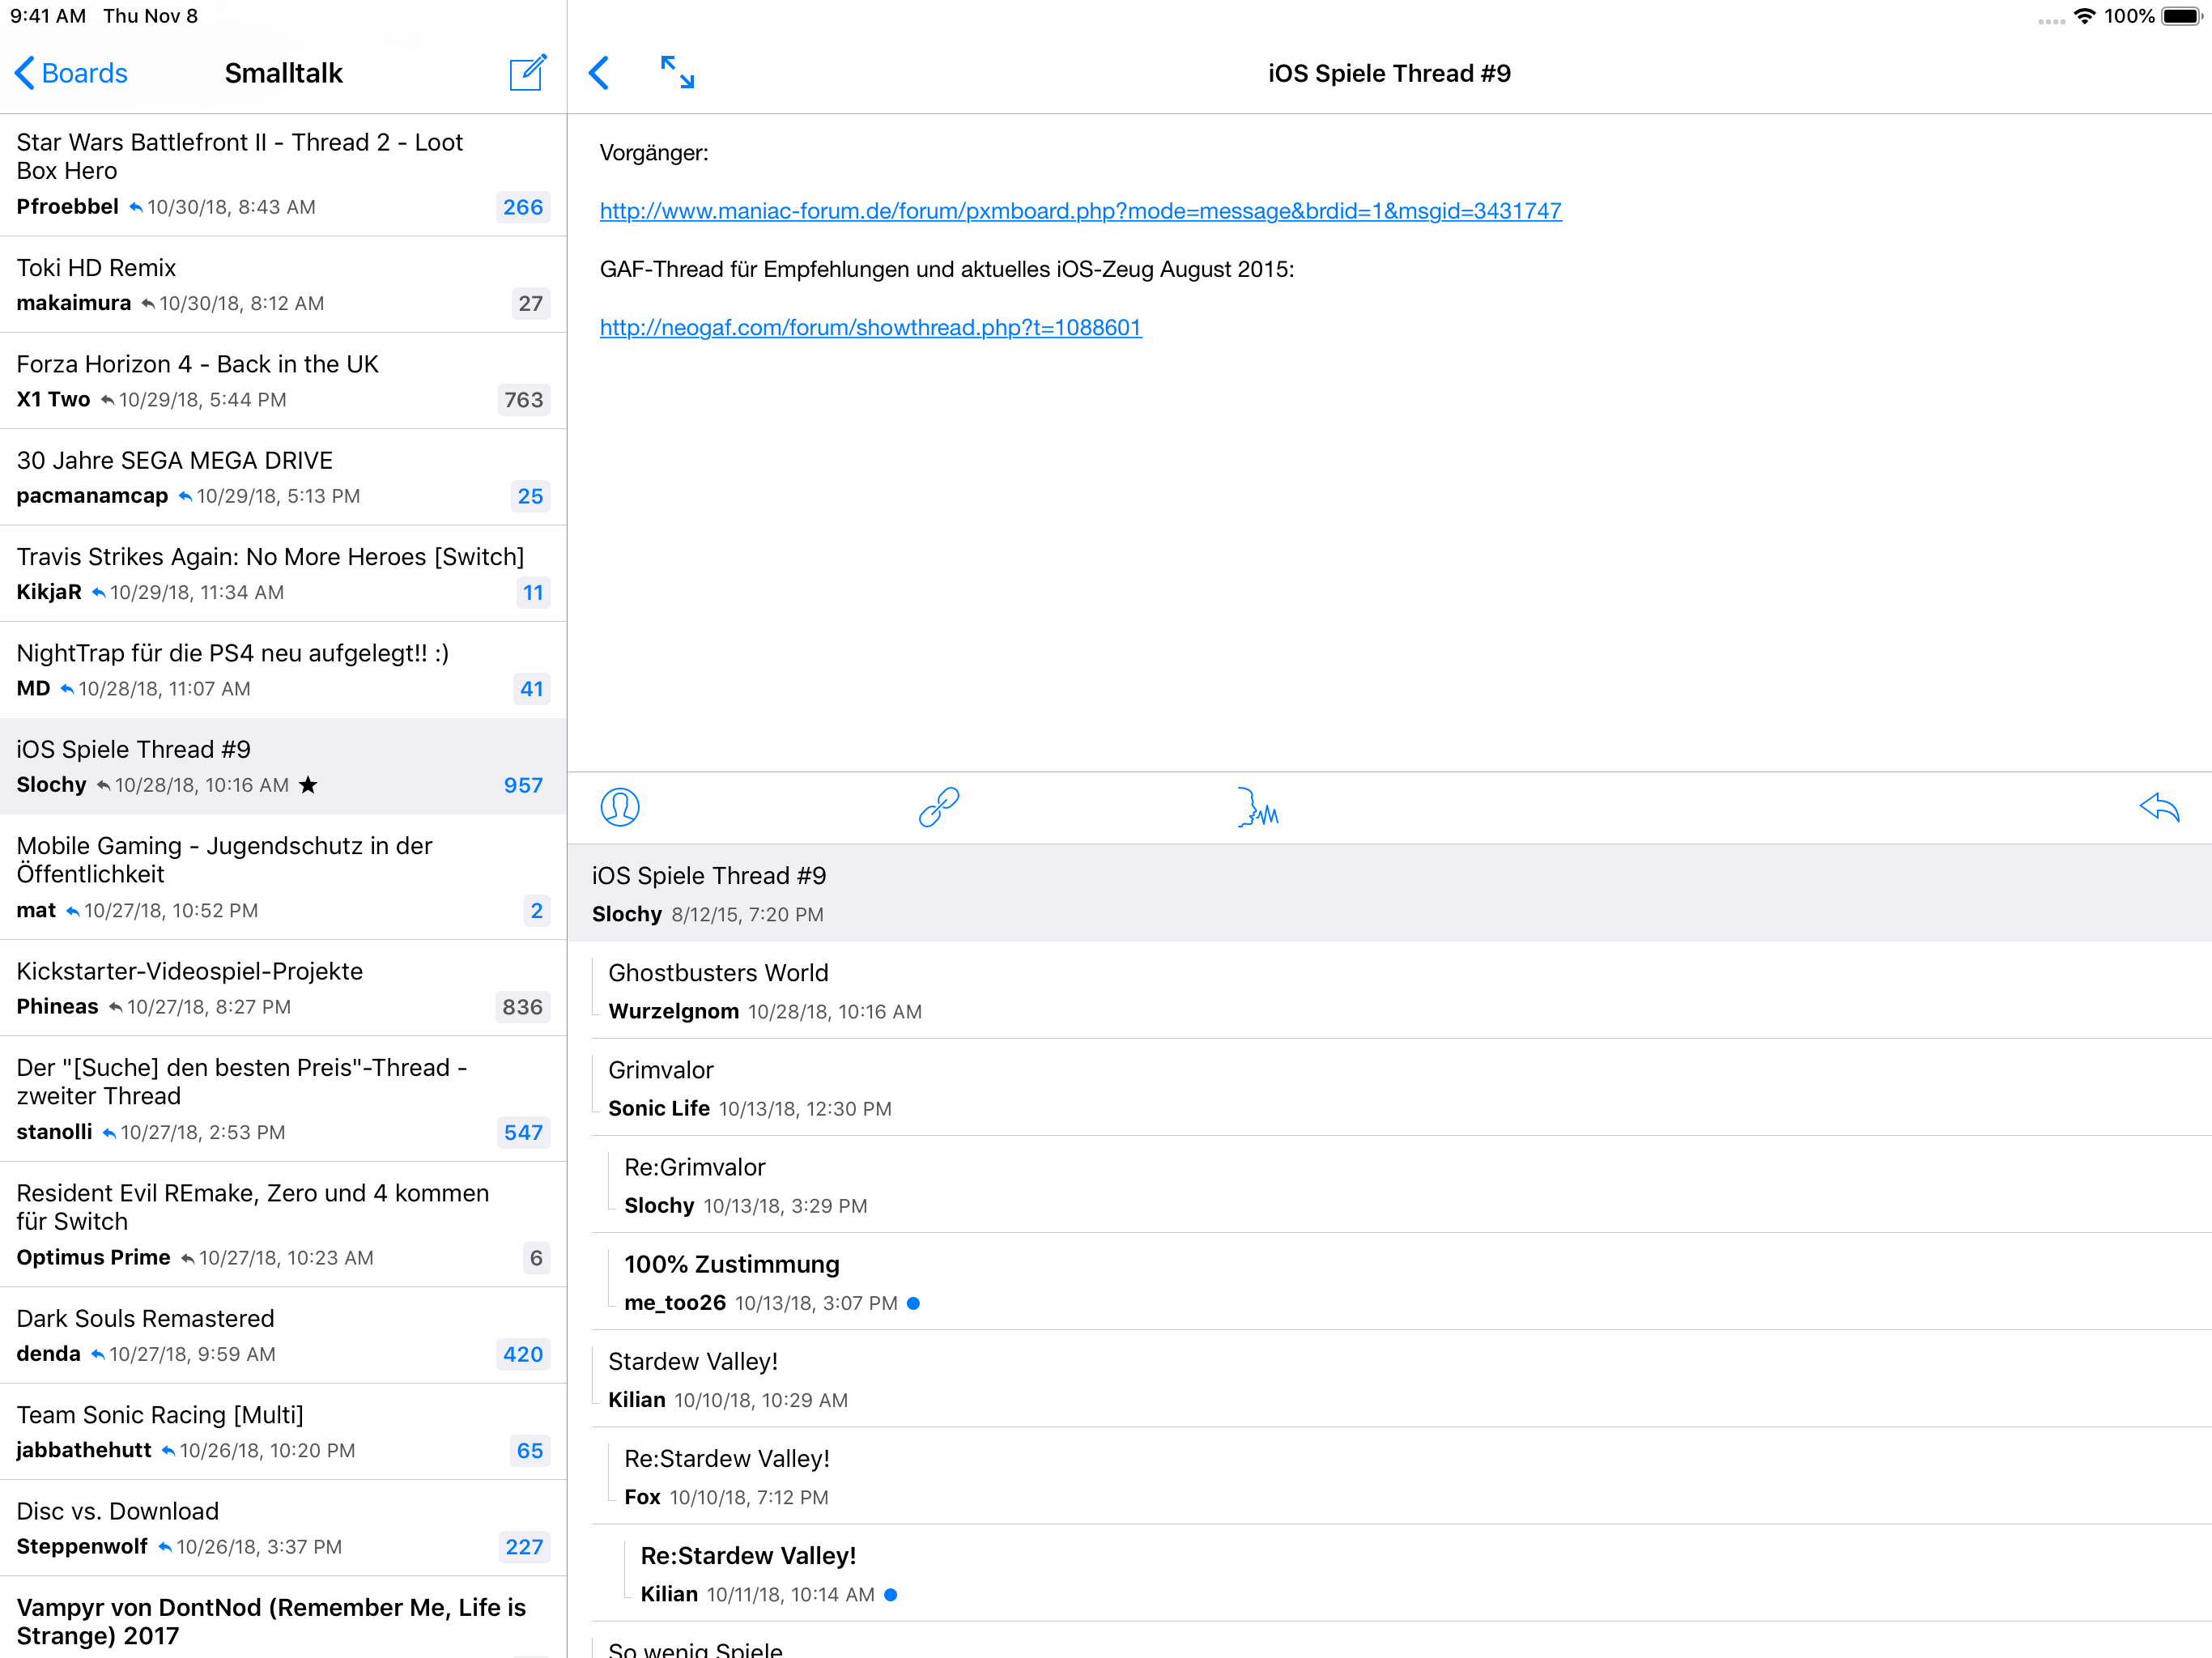 9:41 AM Thu Nov 8
100%
Boards
Smalltalk
Star Wars Battlefront II - Thread 2 - Loot
Box Hero
Pfroebbel 10/30/18, 8:43 AM 266
Toki HD Remix
makaimura 10/30/18, 8:12 AM 27
Forza Horizon 4 - Back in the UK
X1 Two 10/29/18, 5:44 PM 763
30 Jahre SEGA MEGA DRIVE
pacmanamcap 10/29/18, 5:13 PM 25
Travis Strikes Again: No More Heroes [Switch]
KikjaR 10/29/18, 11:34 AM 11
NightTrap für die PS4 neu aufgelegt!! :)
MD 10/28/18, 11:07 AM 41
iOS Spiele Thread #9
Slochy 10/28/18, 10:16 AM ★ 957
Mobile Gaming - Jugendschutz in der
Öffentlichkeit
mat 10/27/18, 10:52 PM 2
Kickstarter-Videospiel-Projekte
Phineas 10/27/18, 8:27 PM 836
Der "[Suche] den besten Preis"-Thread -
zweiter Thread
stanolli 10/27/18, 2:53 PM 547
Resident Evil REmake, Zero und 4 kommen
für Switch
Optimus Prime 10/27/18, 10:23 AM 6
Dark Souls Remastered
denda 10/27/18, 9:59 AM 420
Team Sonic Racing [Multi]
jabbathehutt 10/26/18, 10:20 PM 65
Disc vs. Download
Steppenwolf 10/26/18, 3:37 PM 227
Vampyr von DontNod (Remember Me, Life is
Strange) 2017
iOS Spiele Thread #9
Vorgänger:
http://www.maniac-forum.de/forum/pxmboard.php?mode=message&brdid=1&msgid=3431747
GAF-Thread für Empfehlungen und aktuelles iOS-Zeug August 2015:
http://neogaf.com/forum/showthread.php?t=1088601
iOS Spiele Thread #9
Slochy 8/12/15, 7:20 PM
Ghostbusters World
Wurzelgnom 10/28/18, 10:16 AM
Grimvalor
Sonic Life 10/13/18, 12:30 PM
Re:Grimvalor
Slochy 10/13/18, 3:29 PM
100% Zustimmung
me_too26 10/13/18, 3:07 PM
Stardew Valley!
Kilian 10/10/18, 10:29 AM
Re:Stardew Valley!
Fox 10/10/18, 7:12 PM
Re:Stardew Valley!
Kilian 10/11/18, 10:14 AM
So wenig Spiele